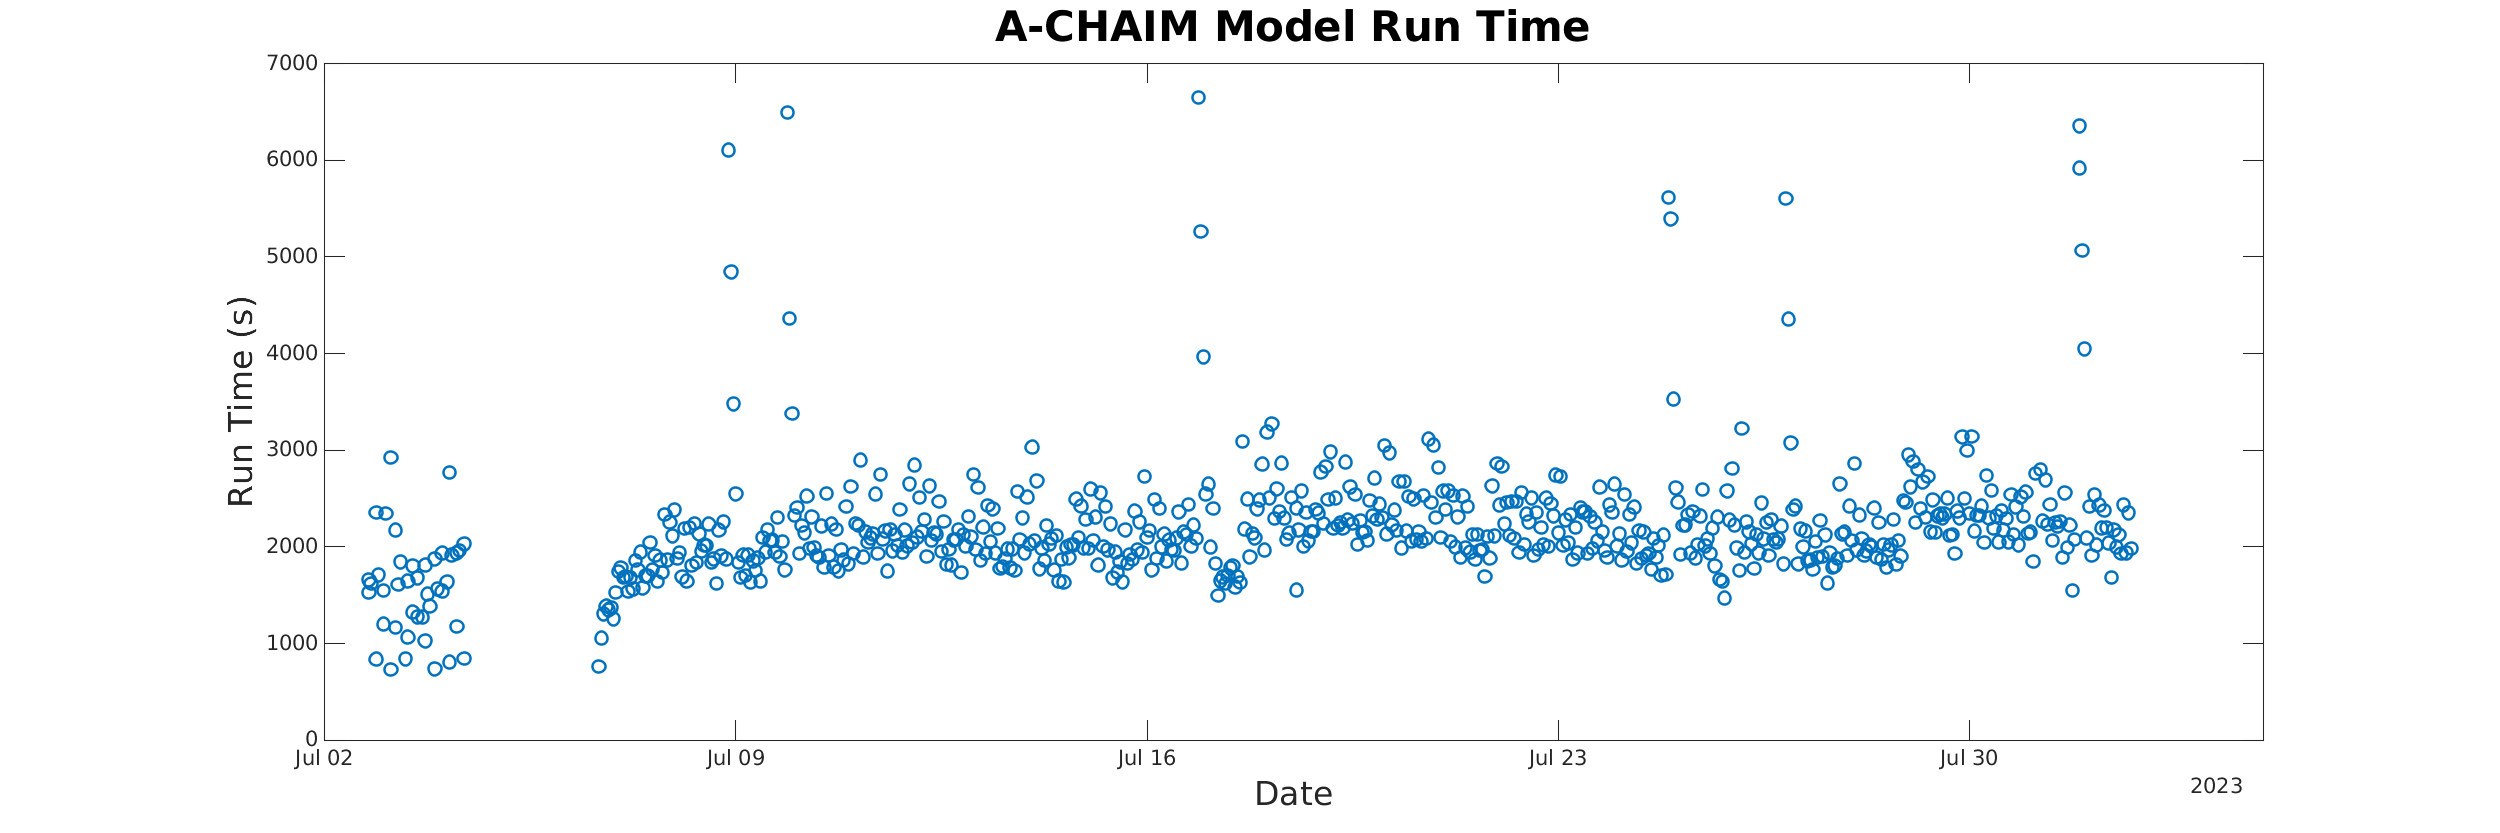 A-CHAIM Model Run Time
7000
6000
5000
4000
3000
2000
1000
0
Run Time (s)
Jul 02
Jul 09
Jul 16
Jul 23
Jul 30
2023
Date